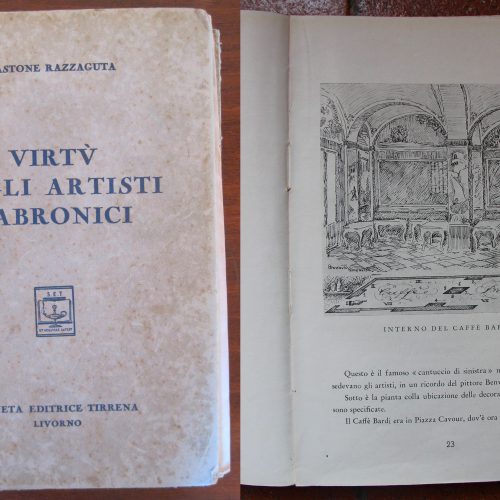 ASTONE RAZZAGUTA
VIRTÙ
GLI ARTISTI
ABRONICI
S E T
ETA EDITRICE TIRRENA
LIVORNO
INTERNO DEL CAFFÈ BAR
Questo è il famoso « cantuccio di sinistra »
sedevano gli artisti, in un ricordo del pittore Benv
Sotto è la pianta colla ubicazione delle decora
sono specificate.
Il Caffè Bardi era in Piazza Cavour, dov'è ora
23